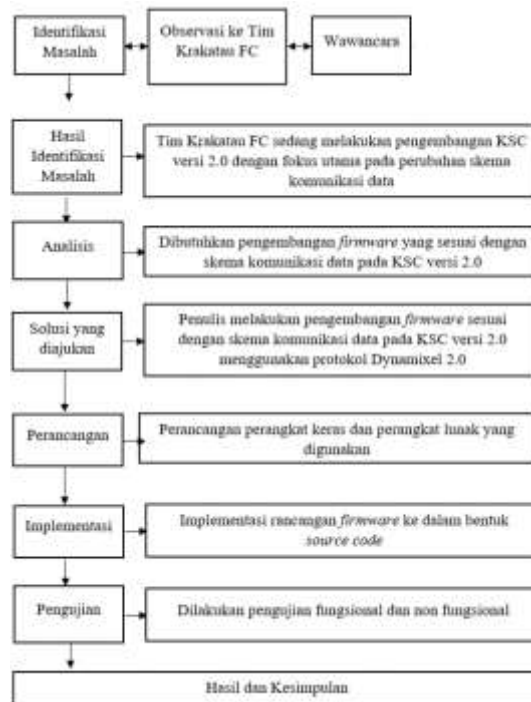 Identifikasi
Masalah
Observasi ke Tim
Krakatau FC
Wawancara
Hasil
Identifikasi
Masalah
Tim Krakatau FC sedang melakukan pengembangan KSC
versi 2.0 dengan fokus utama pada perubahan skema
komunikasi data
Analisis
Dibutuhkan pengembangan firmware yang sesuai dengan
skema komunikasi data pada KSC versi 2.0
Solusi yang
diajukan
Penulis melakukan pengembangan firmware sesuai
dengan skema komunikasi data pada KSC versi 2.0
menggunakan protokol Dynamixel 2.0
Perancangan
Perancangan perangkat keras dan perangkat lunak yang
digunakan
Implementasi
Implementasi rancangan firmware ke dalam bentuk
source code
Pengujian
Dilakukan pengujian fungsional dan non fungsional
Hasil dan Kesimpulan